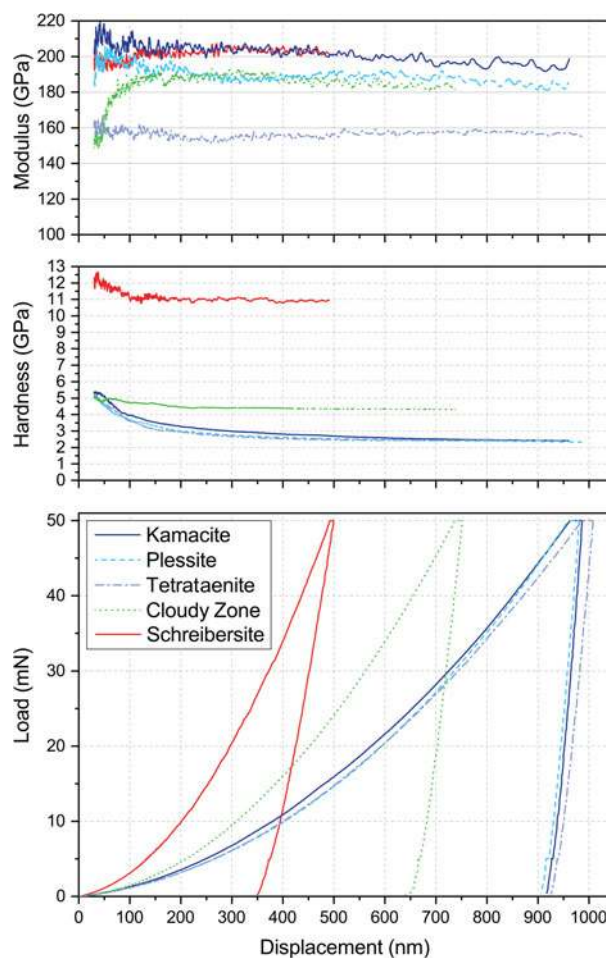 220
200
180
160
140
120
100
Modulus (GPa)
13
12
11
10
9
8
7
6
5
4
3
2
1
0
Hardness (GPa)
50
40
30
20
10
0
Load (mN)
Kamacite
Plessite
Tetrataenite
Cloudy Zone
Schreibersite
0 100 200 300 400 500 600 700 800 900 1000
Displacement (nm)